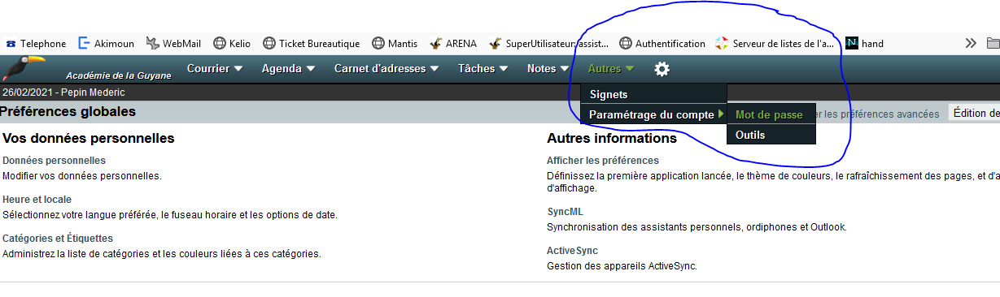 Telephone Akimoun WebMail Kelio Ticket Bureautique Mantis ARENA SuperUtilisateur/assist... Authentification Serveur de listes de l'a... hand
Académie de la Guyane Courrier Agenda Carnet d'adresses Tâches Notes Autres
26/02/2021 - Pepin Mederic
Signets
Préférences globales
Paramétrage du compte Mot de passe er les préférences avancées Édition de
Outils
Vos données personnelles
Données personnelles
Modifier vos données personnelles.
Heure et locale
Sélectionnez votre langue préférée, le fuseau horaire et les options de date.
Catégories et Étiquettes
Administrez la liste de catégories et les couleurs liées à ces catégories.
Autres informations
Afficher les préférences
Définissez la première application lancée, le thème de couleurs, le rafraîchissement des pages, et d'a
d'affichage.
SyncML
Synchronisation des assistants personnels, ordiphones et Outlook.
ActiveSync
Gestion des appareils ActiveSync.